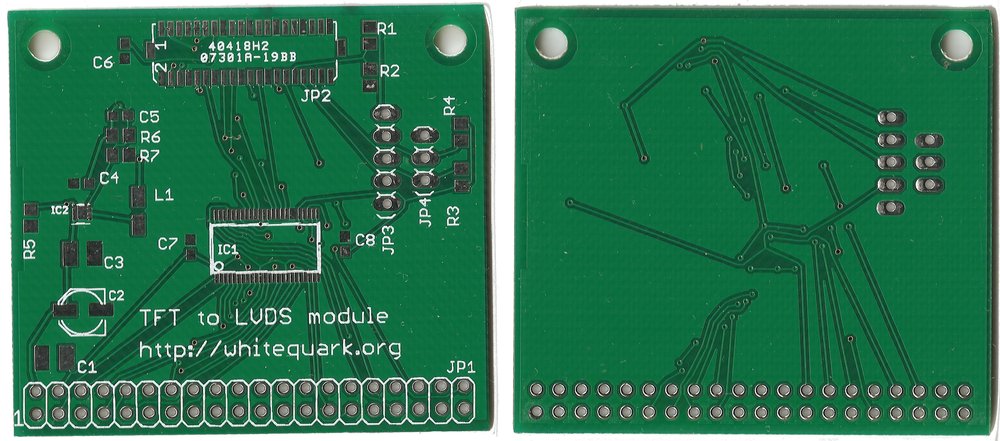 1
40418H2
R1
C6
2
07301A-19BB
R2
JP2
R4
C5
R6
R7
C4
L1
IC2
JP4
R3
R5
JP3
C7
IC1
C8
C3
C2
TFT to LVDS module
http://whitequark.org
C1
JP1
1